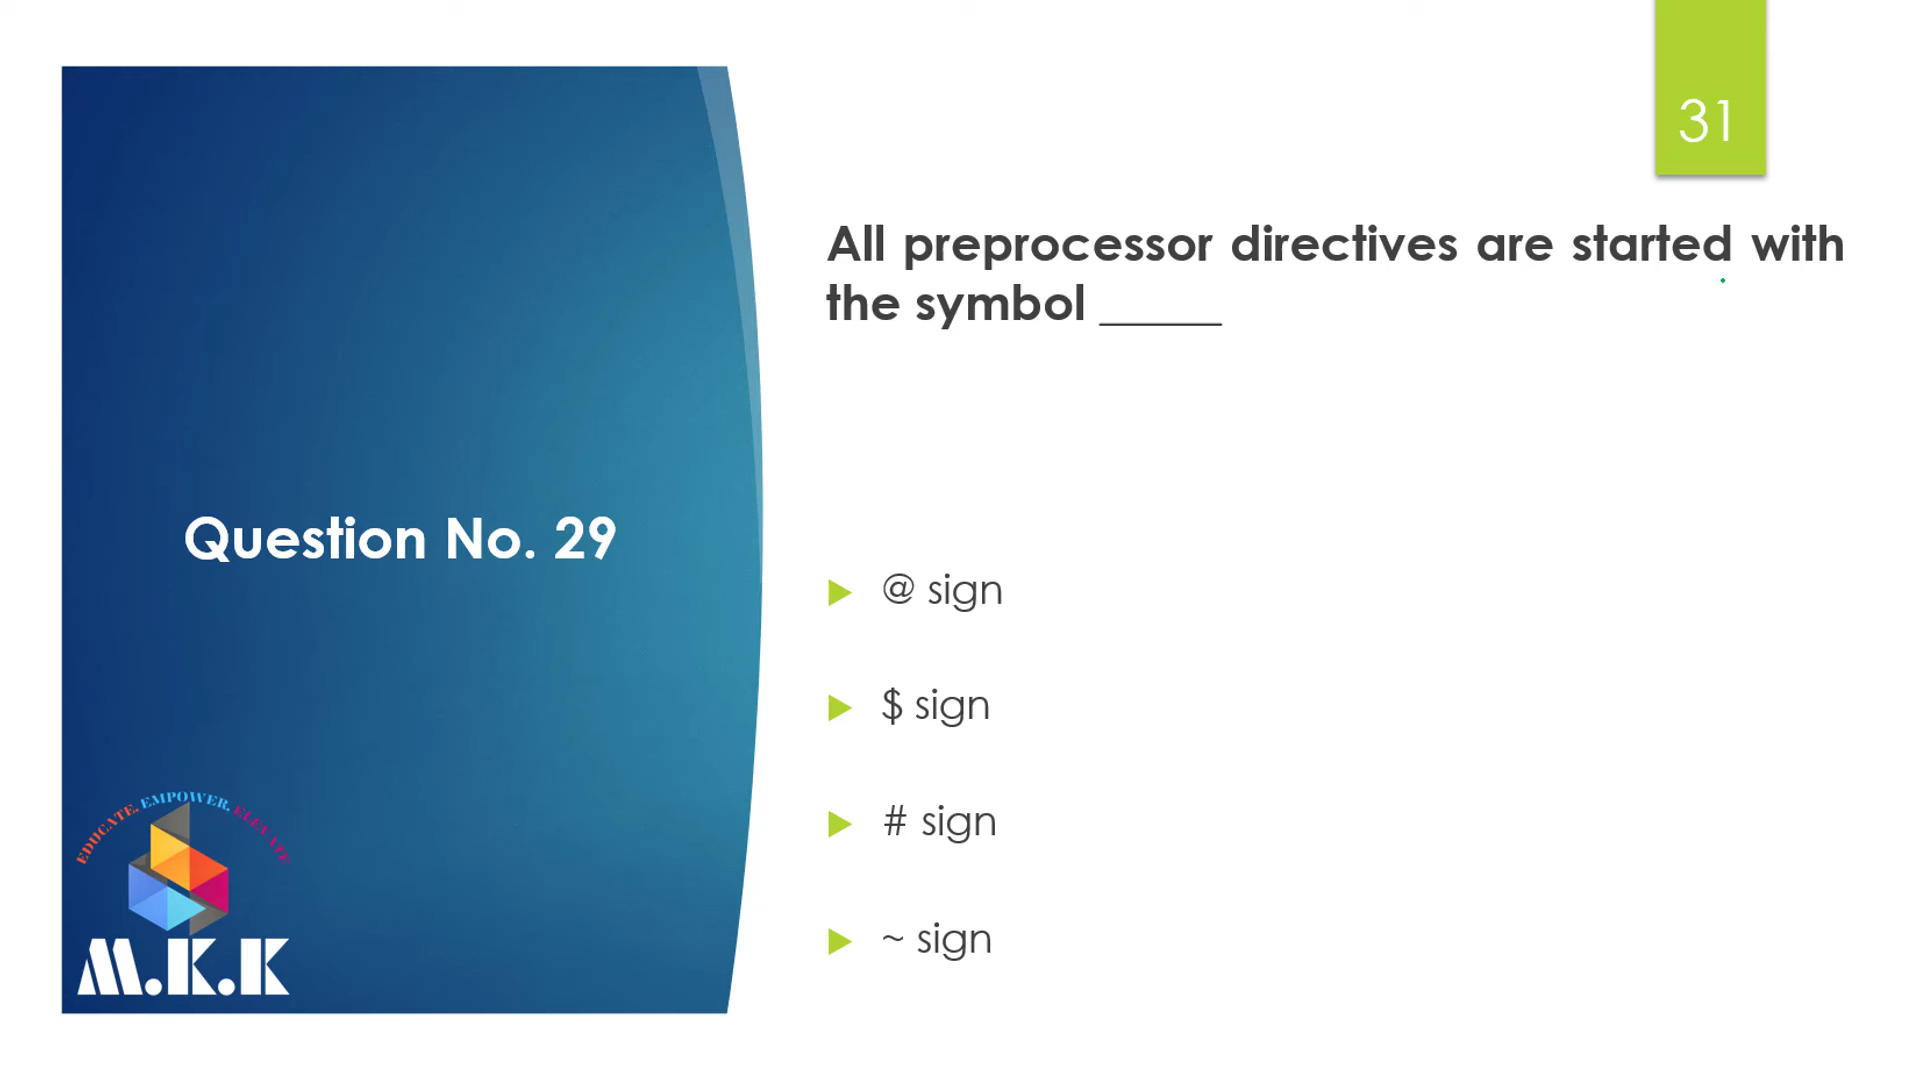 31
All preprocessor directives are started with
the symbol _____
Question No. 29
@ sign
$ sign
# sign
~ sign
EDUCATE. EMPOWER. ELEVATE
M.K.K